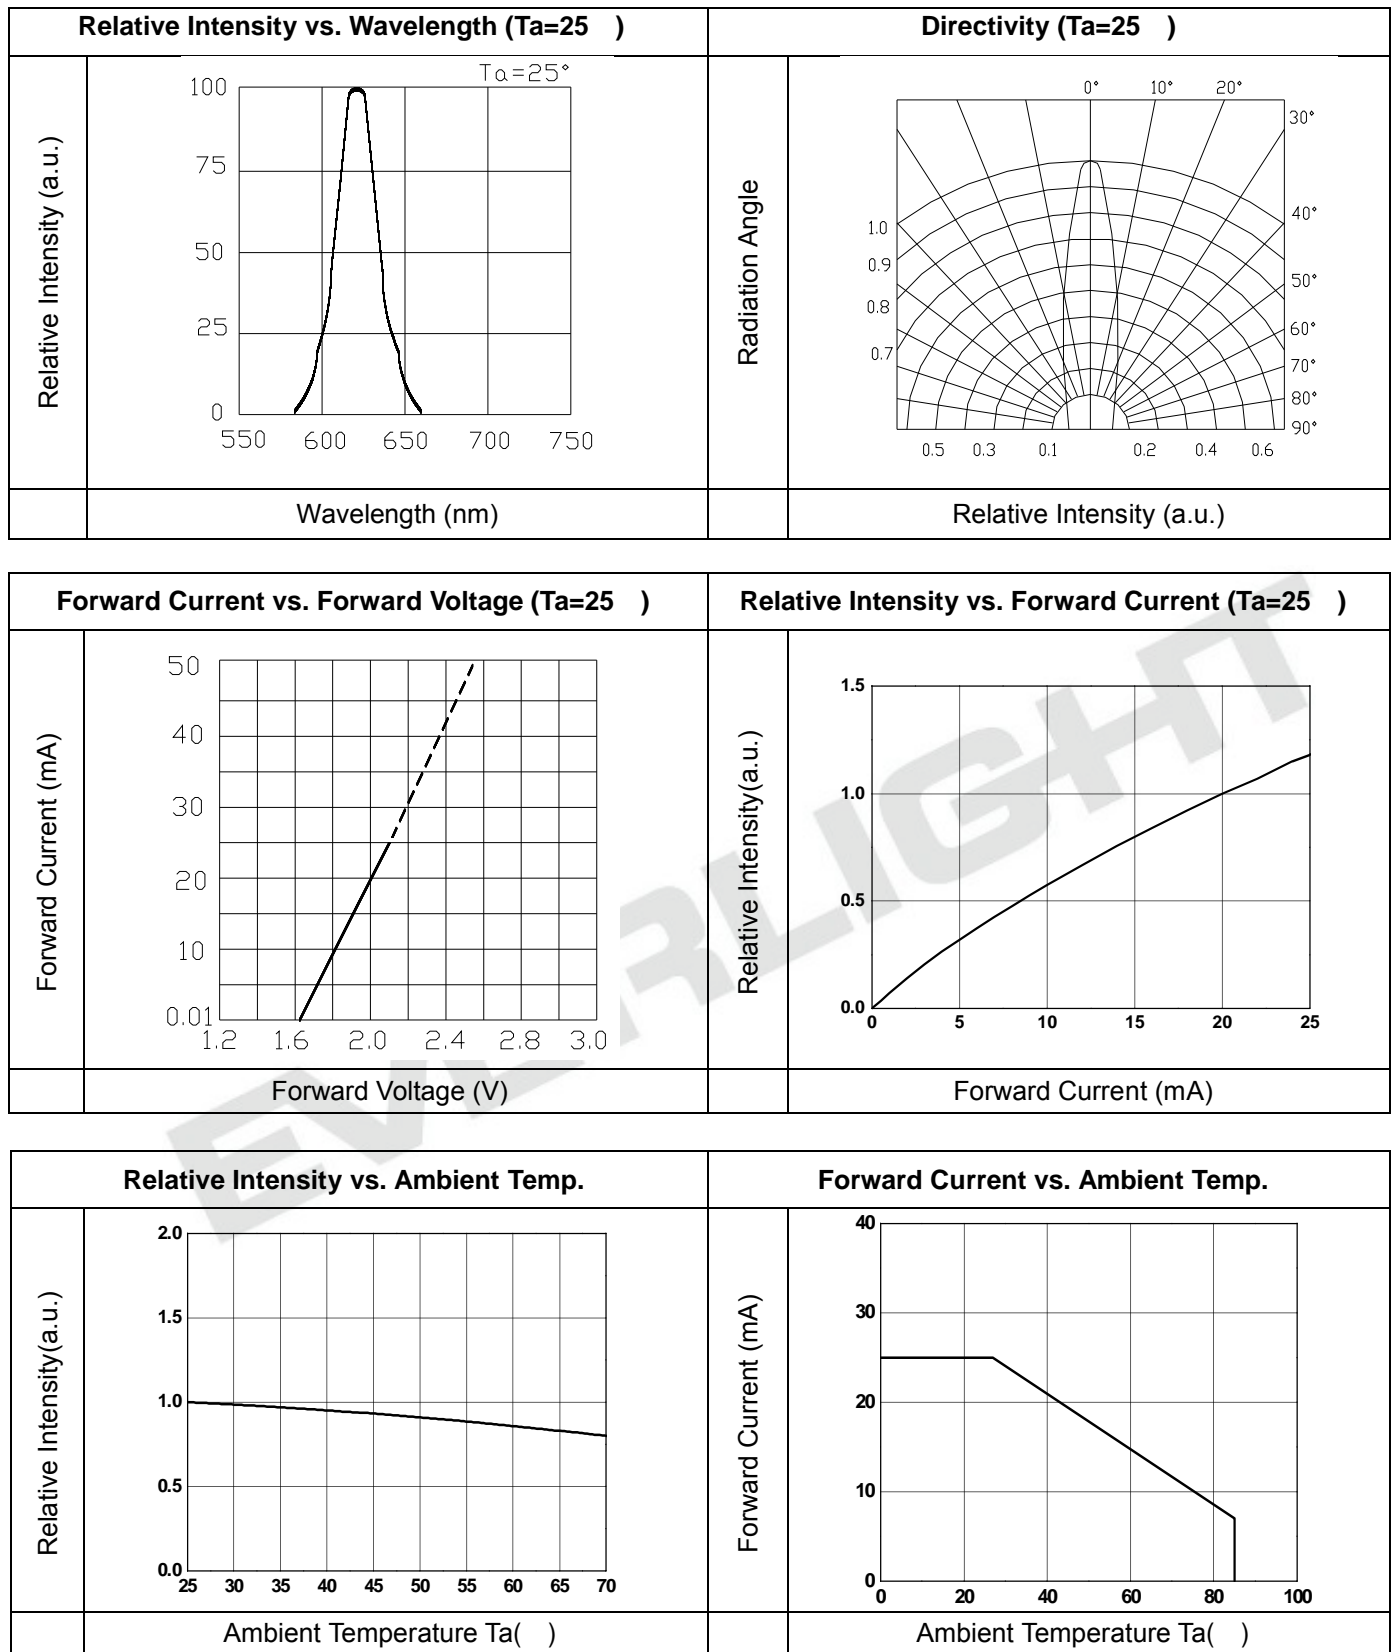 Relative Intensity vs. Wavelength (Ta=25 )
Directivity (Ta=25 )
Relative Intensity (a.u.)
Ta=25°
100
75
50
25
0
550 600 650 700 750
Wavelength (nm)
Radiation Angle
0° 10° 20°
30°
40°
50°
60°
70°
80°
90°
1.0
0.9
0.8
0.7
0.5 0.3 0.1 0.2 0.4 0.6
Relative Intensity (a.u.)
Forward Current vs. Forward Voltage (Ta=25 )
Relative Intensity vs. Forward Current (Ta=25 )
Forward Current (mA)
50
40
30
20
10
0.01
1.2 1.6 2.0 2.4 2.8 3.0
Forward Voltage (V)
Relative Intensity(a.u.)
1.5
1.0
0.5
0.0
0 5 10 15 20 25
Forward Current (mA)
EVERLIGHT
Relative Intensity vs. Ambient Temp.
Forward Current vs. Ambient Temp.
Relative Intensity(a.u.)
2.0
1.5
1.0
0.5
0.0
25 30 35 40 45 50 55 60 65 70
Ambient Temperature Ta( )
Forward Current (mA)
40
30
20
10
0
0 20 40 60 80 100
Ambient Temperature Ta( )